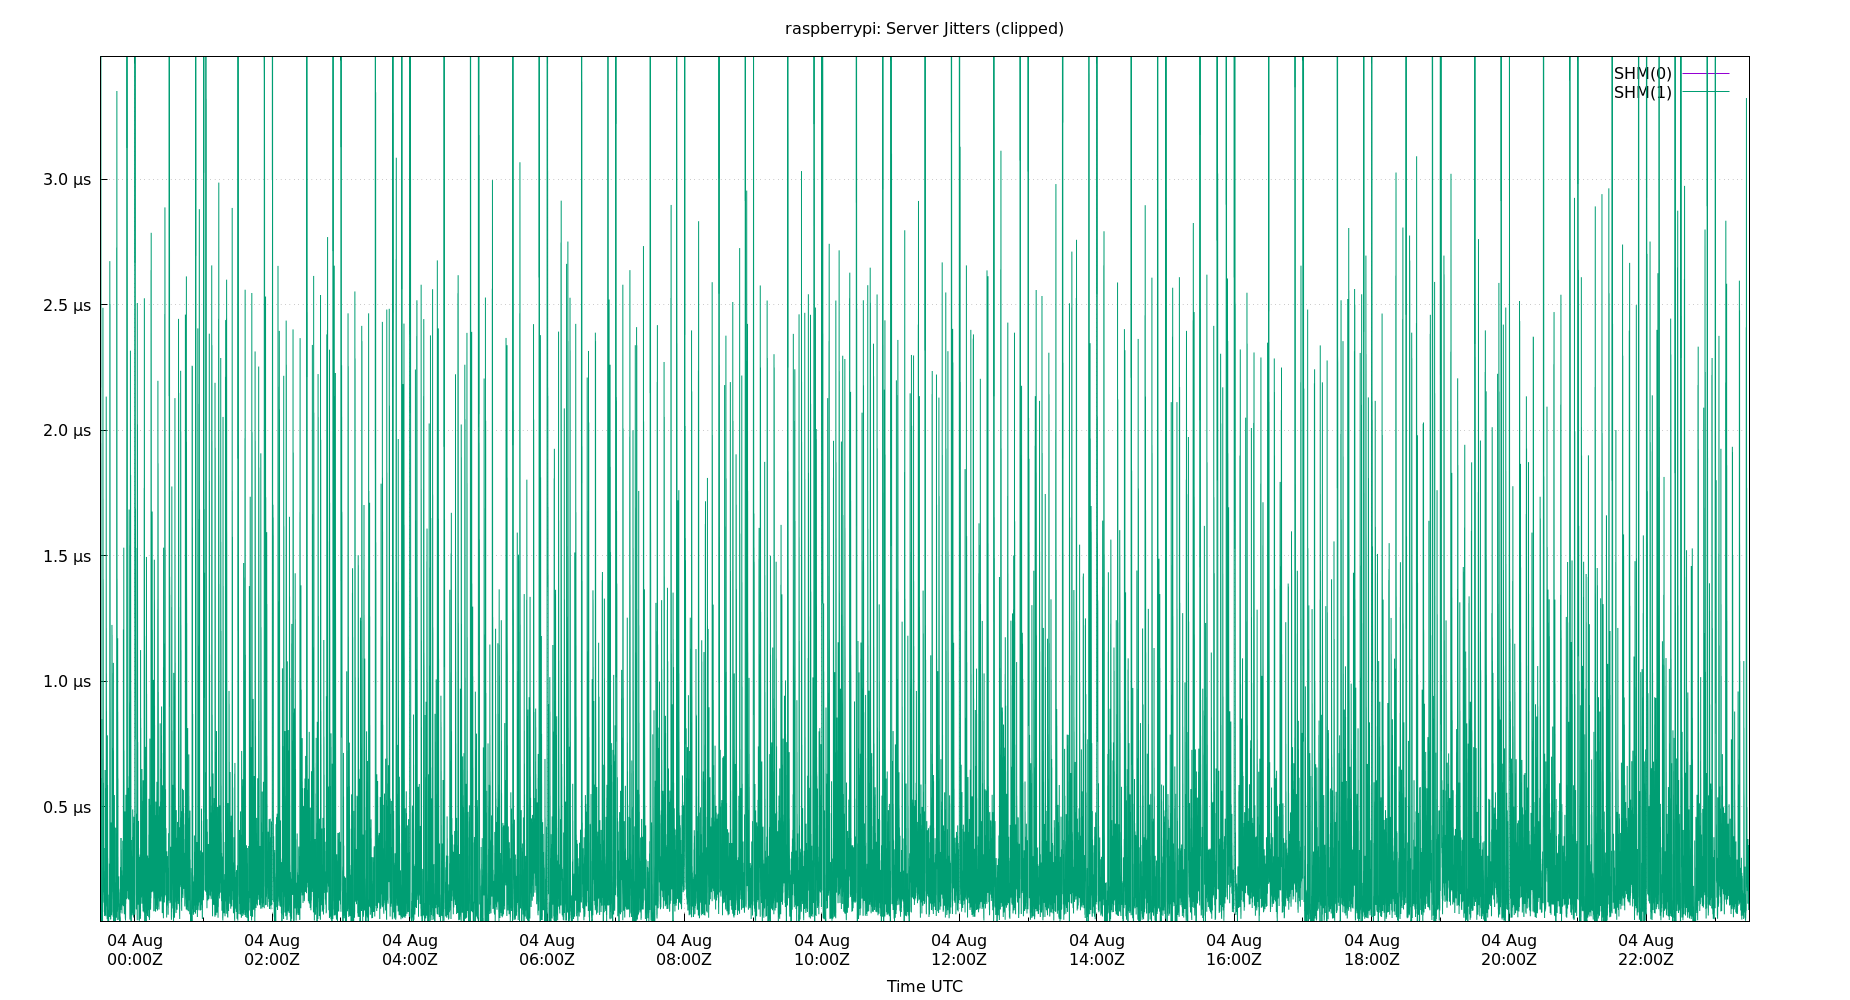 raspberrypi: Server Jitters (clipped)
SHM(0)
SHM(1)
3.0 µs
2.5 µs
2.0 µs
1.5 µs
1.0 µs
0.5 µs
04 Aug 04 Aug 04 Aug 04 Aug 04 Aug 04 Aug 04 Aug 04 Aug 04 Aug 04 Aug 04 Aug 04 Aug
00:00Z 02:00Z 04:00Z 06:00Z 08:00Z 10:00Z 12:00Z 14:00Z 16:00Z 18:00Z 20:00Z 22:00Z
Time UTC